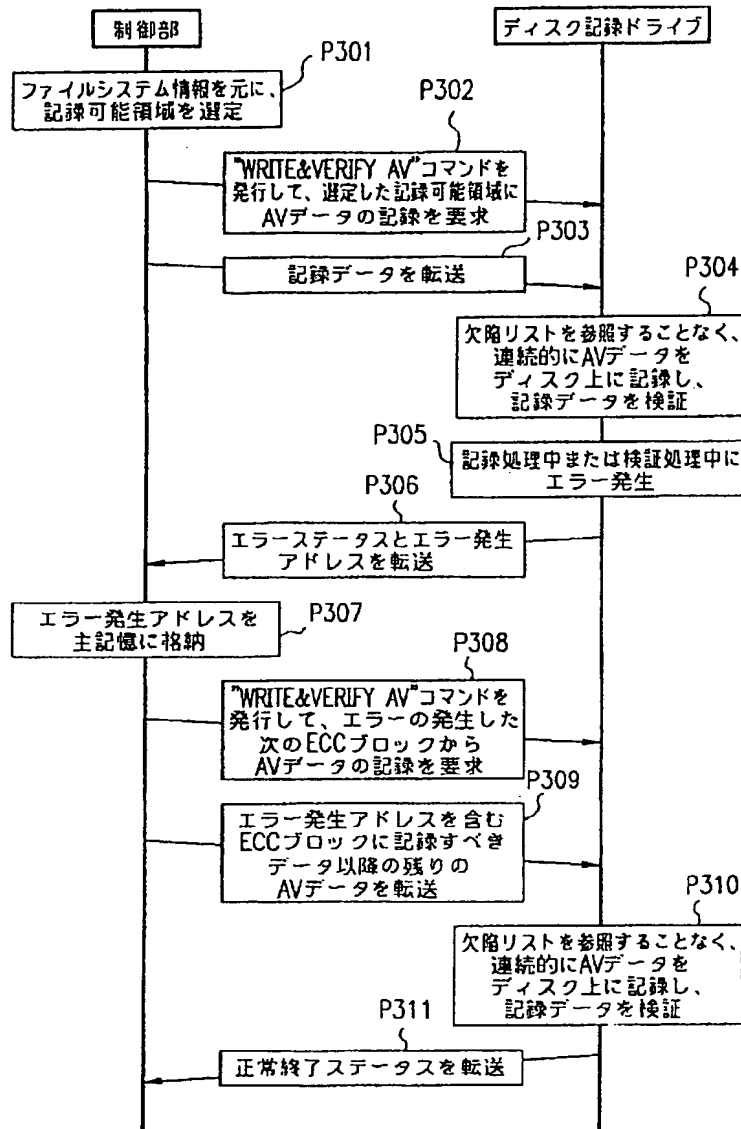 制御部
ディスク記録ドライブ
P301
ファイルシステム情報を元に、
記録可能領域を選定
P302
"WRITE&VERIFY AV"コマンドを
発行して、選定した記録可能領域に
AVデータの記録を要求
P303
記録データを転送
P304
欠陥リストを参照することなく、
連続的にAVデータを
ディスク上に記録し、
記録データを検証
P305
記録処理中または検証処理中に
エラー発生
P306
エラーステータスとエラー発生
アドレスを転送
P307
エラー発生アドレスを
主記憶に格納
P308
"WRITE&VERIFY AV"コマンドを
発行して、エラーの発生した
次のECCブロックから
AVデータの記録を要求
P309
エラー発生アドレスを含む
ECCブロックに記録すべき
データ以降の残りの
AVデータを転送
P310
欠陥リストを参照することなく、
連続的にAVデータを
ディスク上に記録し、
記録データを検証
P311
正常終了ステータスを転送